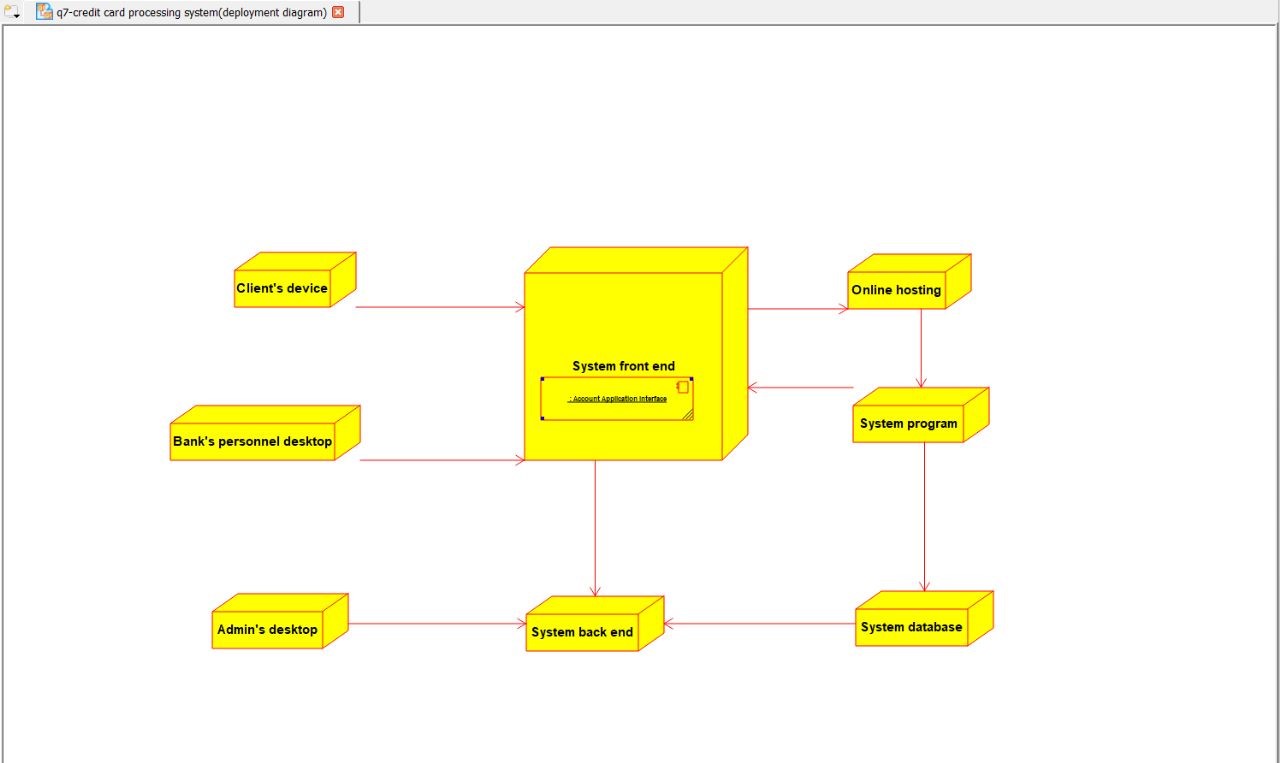 q7-credit card processing system(deployment diagram)
Client's device
Online hosting
System front end
: Account Application Interface
System program
Bank's personnel desktop
Admin's desktop
System back end
System database